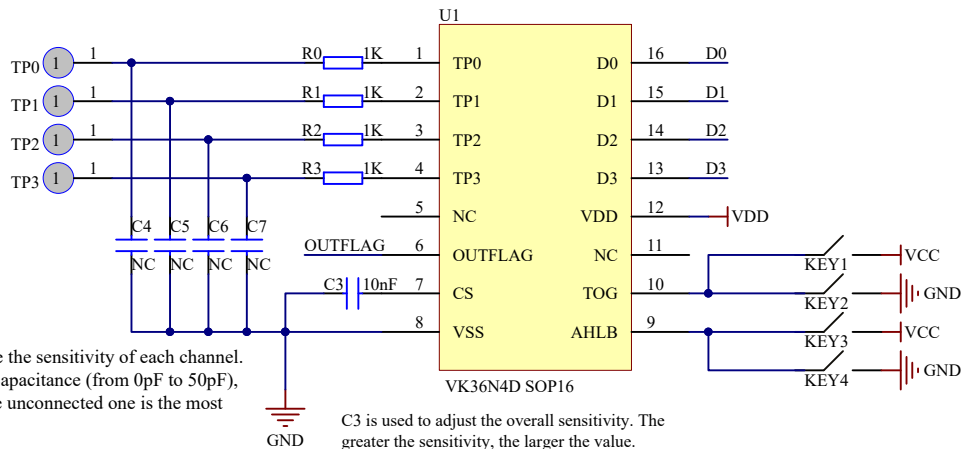 U1
TP0 1 1 R0 1K 1 TP0 D0 16 D0
TP1 1 1 R1 1K 2 TP1 D1 15 D1
TP2 1 1 R2 1K 3 TP2 D2 14 D2
TP3 1 1 R3 1K 4 TP3 D3 13 D3
5 NC VDD 12 VDD
C4 C5 C6 C7
NC NC NC NC
OUTFLAG 6 OUTFLAG NC 11
KEY1 VCC
C3 10nF 7 CS TOG 10
KEY2 GND
8 VSS AHLB 9
KEY3 VCC
KEY4 GND
VK36N4D SOP16
e the sensitivity of each channel.
apacitance (from 0pF to 50pF),
e unconnected one is the most
GND
C3 is used to adjust the overall sensitivity. The
greater the sensitivity, the larger the value.